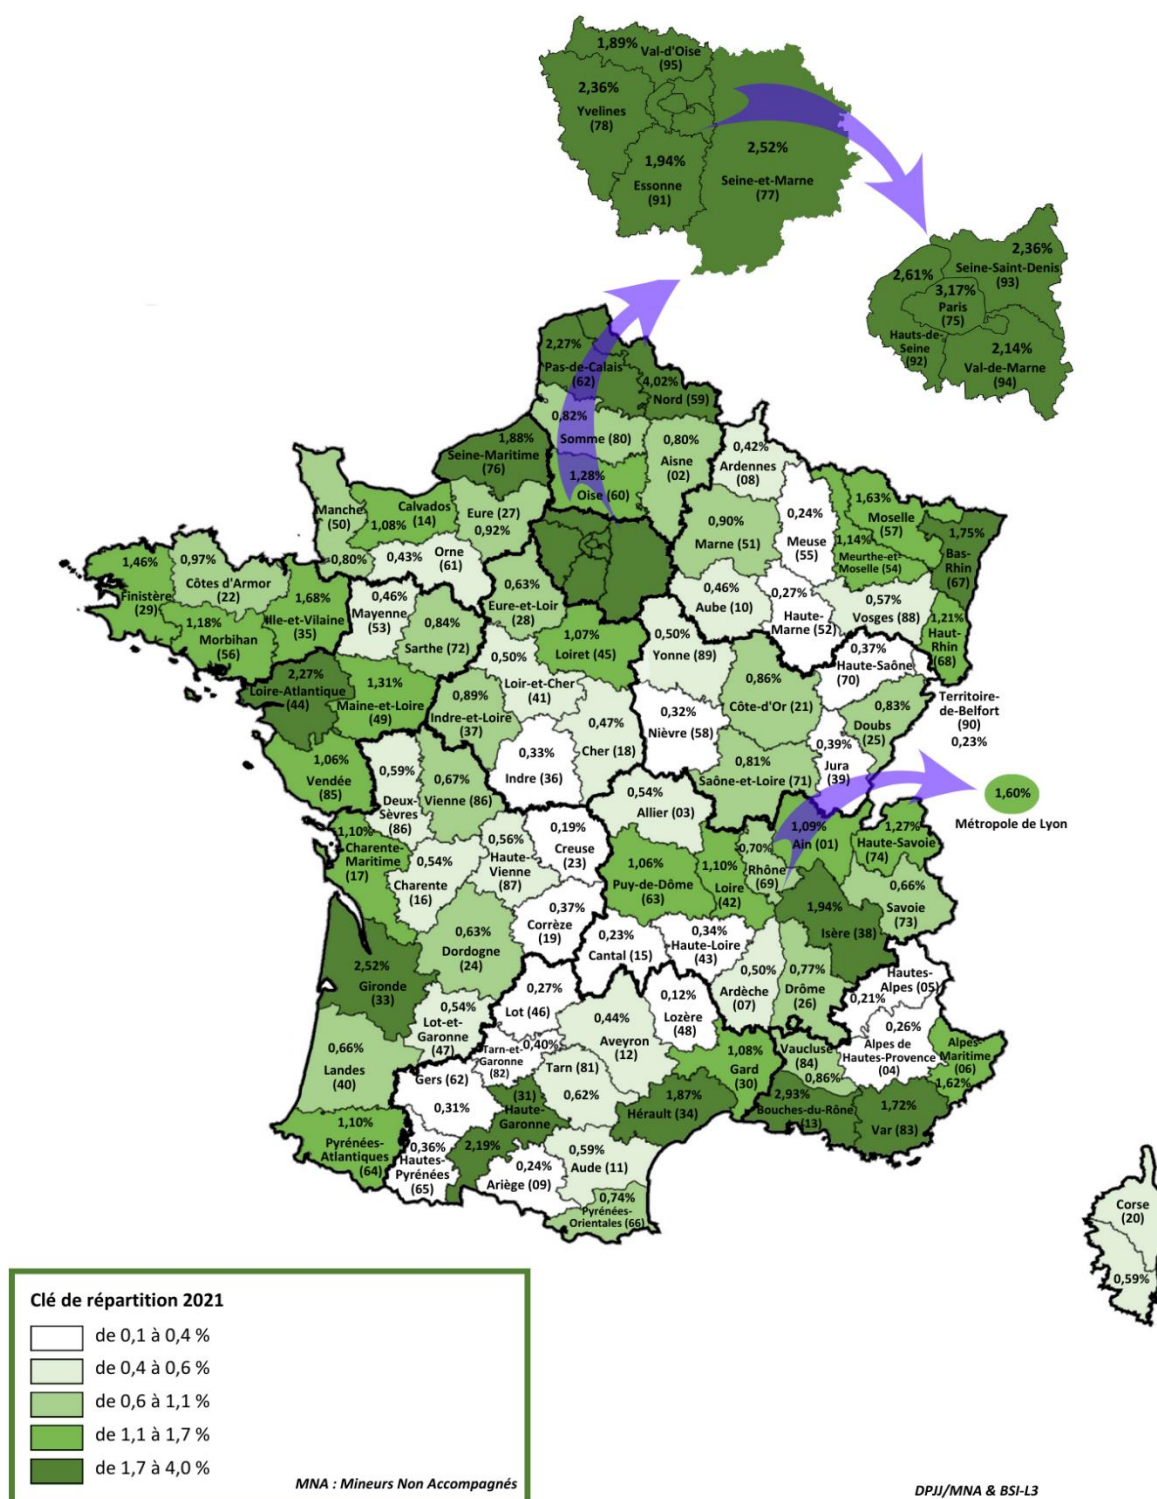 1,89%
Val-d'Oise
(95)
2,36%
Yvelines
(78)
1,94%
Essonne
(91)
2,52%
Seine-et-Marne
(77)
2,36%
Seine-Saint-Denis
(93)
2,61%
3,17%
Paris
(75)
Hauts-de-
Seine
(92)
2,14%
Val-de-Marne
(94)
2,27%
Pas-de-Calais
(62)
4,02%
Nord (59)
0,82%
Somme (80)
1,88%
Seine-Maritime
(76)
1,28%
Oise (60)
0,80%
Aisne
(02)
0,42%
Ardennes
(08)
Manche
(50)
0,80%
Calvados
1,08% (14)
Eure (27)
0,92%
0,43%
Orne
(61)
0,90%
Marne (51)
0,24%
Meuse
(55)
1,63%
Moselle
(57)
1,14%
Meurthe-et-
Moselle (54)
1,75%
Bas-
Rhin
(67)
1,46%
Finistère
(29)
0,97%
Côtes d'Armor
(22)
1,18%
Morbihan
(56)
1,68%
Ille-et-Vilaine
(35)
0,46%
Mayenne
(53)
0,84%
Sarthe (72)
0,63%
Eure-et-Loir
(28)
1,07%
Loiret (45)
0,50%
Yonne (89)
0,46%
Aube (10)
0,27%
Haute-
Marne (52)
0,57%
Vosges (88)
1,21%
Haut-
Rhin
(68)
0,37%
Haute-Saône
(70)
Territoire-
de-Belfort
(90)
0,23%
2,27%
Loire-Atlantique
(44)
1,31%
Maine-et-Loire
(49)
0,89%
Indre-et-Loire
(37)
0,50%
Loir-et-Cher
(41)
0,47%
Cher (18)
0,33%
Indre (36)
0,32%
Nièvre (58)
0,86%
Côte-d'Or (21)
0,83%
Doubs
(25)
0,39%
Jura
(39)
0,81%
Saône-et-Loire (71)
1,06%
Vendée
(85)
0,59%
Deux-
Sèvres
(86)
0,67%
Vienne (86)
0,54%
Allier (03)
1,60%
Métropole de Lyon
1,10%
Charente-
Maritime
(17)
0,54%
Charente
(16)
0,56%
Haute-
Vienne
(87)
0,19%
Creuse
(23)
1,06%
Puy-de-Dôme
(63)
1,10%
Loire
(42)
0,70%
Rhône
(69)
1,09%
Ain (01)
1,27%
Haute-Savoie
(74)
0,66%
Savoie
(73)
1,94%
Isère (38)
0,37%
Corrèze
(19)
0,63%
Dordogne
(24)
0,23%
Cantal (15)
0,34%
Haute-Loire
(43)
0,50%
Ardèche
(07)
0,77%
Drôme
(26)
Hautes-
Alpes (05)
0,21%
2,52%
Gironde
(33)
0,54%
Lot-et-
Garonne
(47)
0,27%
Lot (46)
0,44%
Aveyron
(12)
0,12%
Lozère
(48)
0,26%
Alpes de
Hautes-Provence
(04)
Alpes-
Maritime
(06)
1,62%
0,66%
Landes
(40)
0,40%
Tarn-et-
Garonne
(82)
Tarn (81)
0,62%
1,08%
Gard
(30)
Vaucluse
(84)
0,86%
Gers (62)
0,31%
(31)
Haute-
Garonne
2,19%
1,87%
Hérault (34)
2,93%
Bouches-du-Rône
(13)
1,72%
Var (83)
1,10%
Pyrénées-
Atlantiques
(64)
0,36%
Hautes-
Pyrénées
(65)
0,24%
Ariège (09)
0,59%
Aude (11)
0,74%
Pyrénées-
Orientales (66)
Corse
(20)
0,59%
Clé de répartition 2021
de 0,1 à 0,4 %
de 0,4 à 0,6 %
de 0,6 à 1,1 %
de 1,1 à 1,7 %
de 1,7 à 4,0 %
MNA : Mineurs Non Accompagnés
DPJJ/MNA & BSI-L3